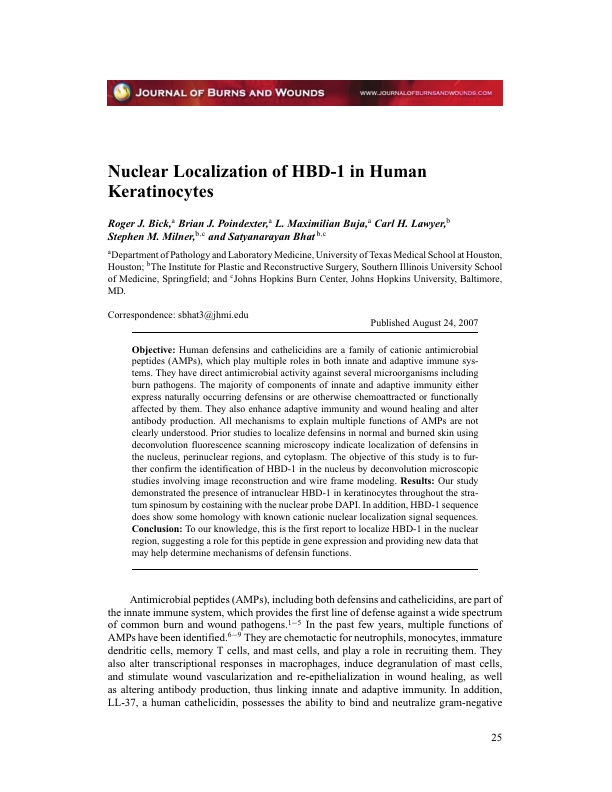 JOURNAL OF BURNS AND WOUNDS WWW.JOURNALOFBURNSANDWOUNDS.COM
Nuclear Localization of HBD-1 in Human
Keratinocytes
Roger J. Bick,a Brian J. Poindexter,a L. Maximilian Buja,a Carl H. Lawyer,b
Stephen M. Milner,b,c and Satyanarayan Bhat b,c
aDepartment of Pathology and Laboratory Medicine, University of Texas Medical School at Houston,
Houston; bThe Institute for Plastic and Reconstructive Surgery, Southern Illinois University School
of Medicine, Springfield; and cJohns Hopkins Burn Center, Johns Hopkins University, Baltimore,
MD.
Correspondence: sbhat3@jhmi.edu
Published August 24, 2007
Objective: Human defensins and cathelicidins are a family of cationic antimicrobial
peptides (AMPs), which play multiple roles in both innate and adaptive immune sys-
tems. They have direct antimicrobial activity against several microorganisms including
burn pathogens. The majority of components of innate and adaptive immunity either
express naturally occurring defensins or are otherwise chemoattracted or functionally
affected by them. They also enhance adaptive immunity and wound healing and alter
antibody production. All mechanisms to explain multiple functions of AMPs are not
clearly understood. Prior studies to localize defensins in normal and burned skin using
deconvolution fluorescence scanning microscopy indicate localization of defensins in
the nucleus, perinuclear regions, and cytoplasm. The objective of this study is to fur-
ther confirm the identification of HBD-1 in the nucleus by deconvolution microscopic
studies involving image reconstruction and wire frame modeling. Results: Our study
demonstrated the presence of intranuclear HBD-1 in keratinocytes throughout the stra-
tum spinosum by costaining with the nuclear probe DAPI. In addition, HBD-1 sequence
does show some homology with known cationic nuclear localization signal sequences.
Conclusion: To our knowledge, this is the first report to localize HBD-1 in the nuclear
region, suggesting a role for this peptide in gene expression and providing new data that
may help determine mechanisms of defensin functions.
Antimicrobial peptides (AMPs), including both defensins and cathelicidins, are part of
the innate immune system, which provides the first line of defense against a wide spectrum
of common burn and wound pathogens.1–5 In the past few years, multiple functions of
AMPs have been identified.6–9 They are chemotactic for neutrophils, monocytes, immature
dendritic cells, memory T cells, and mast cells, and play a role in recruiting them. They
also alter transcriptional responses in macrophages, induce degranulation of mast cells,
and stimulate wound vascularization and re-epithelialization in wound healing, as well
as altering antibody production, thus linking innate and adaptive immunity. In addition,
LL-37, a human cathelicidin, possesses the ability to bind and neutralize gram-negative
25